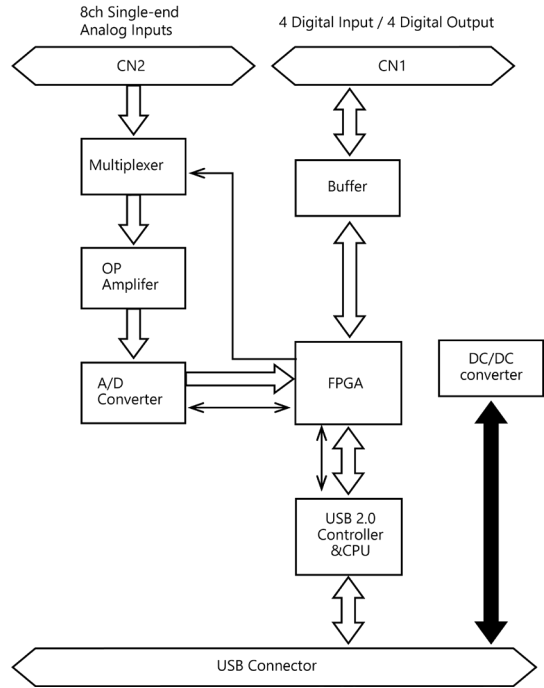 8ch Single-end
Analog Inputs
4 Digital Input / 4 Digital Output
CN2
CN1
Multiplexer
Buffer
OP
Amplifer
A/D
Converter
FPGA
DC/DC
converter
USB 2.0
Controller
&CPU
USB Connector